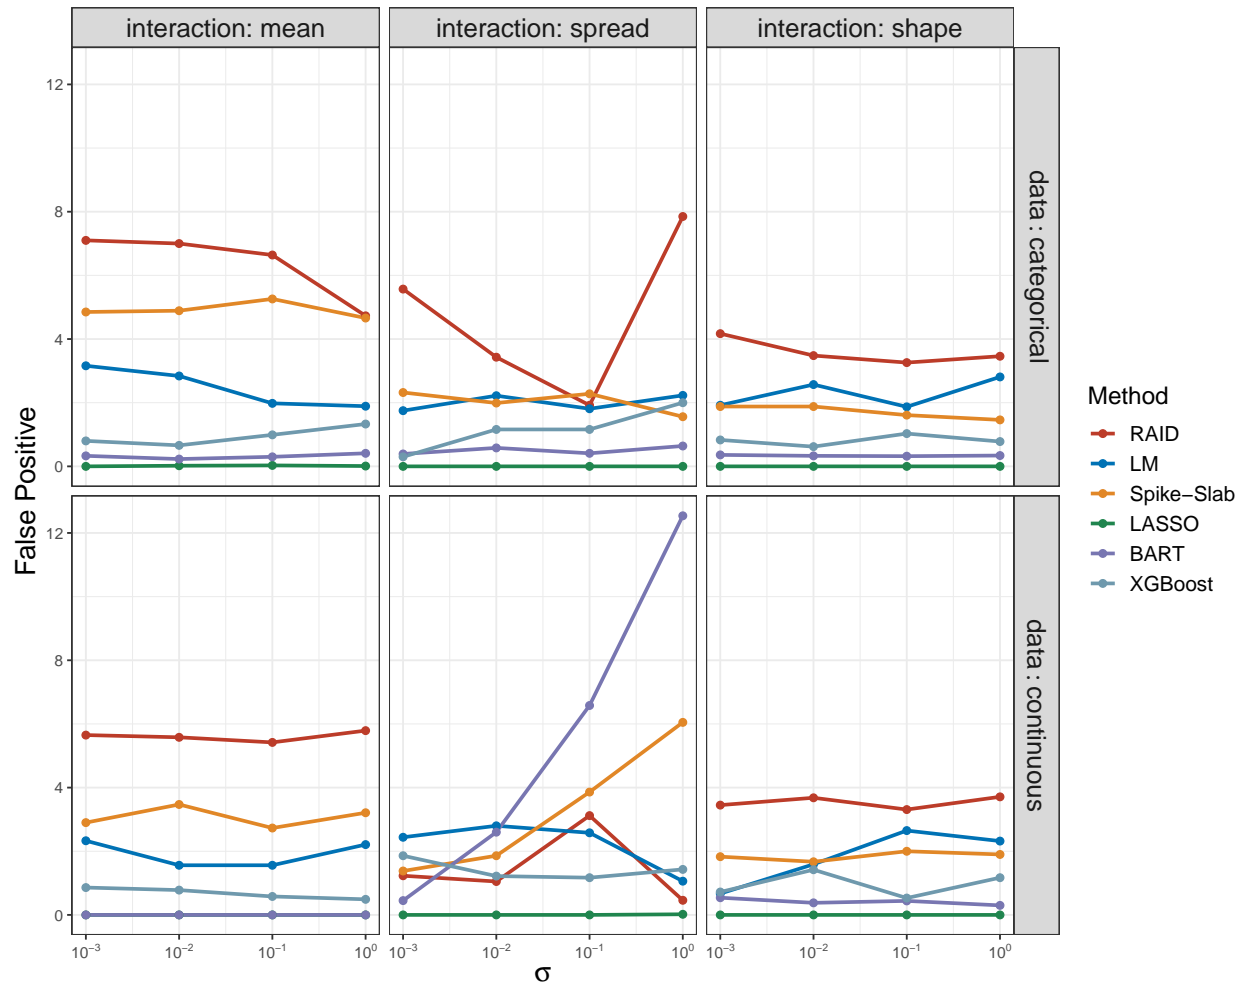 interaction: mean
interaction: spread
interaction: shape
12
8
4
0
data : categorical
12
8
4
0
data : continuous
False Positive
10⁻³
10⁻²
10⁻¹
10⁰
10⁻³
10⁻²
10⁻¹
10⁰
10⁻³
10⁻²
10⁻¹
10⁰
σ
Method
RAID
LM
Spike−Slab
LASSO
BART
XGBoost